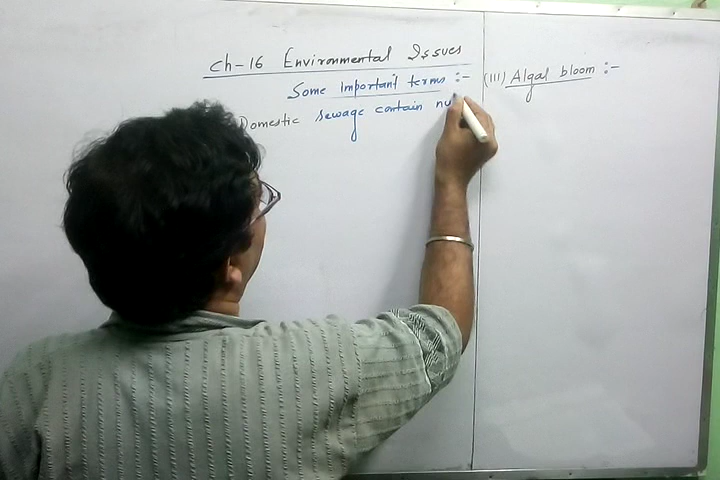 Ch-16 Environmental Issues
Some Important terms :-
Domestic sewage contain nu
(III) Algal bloom :-